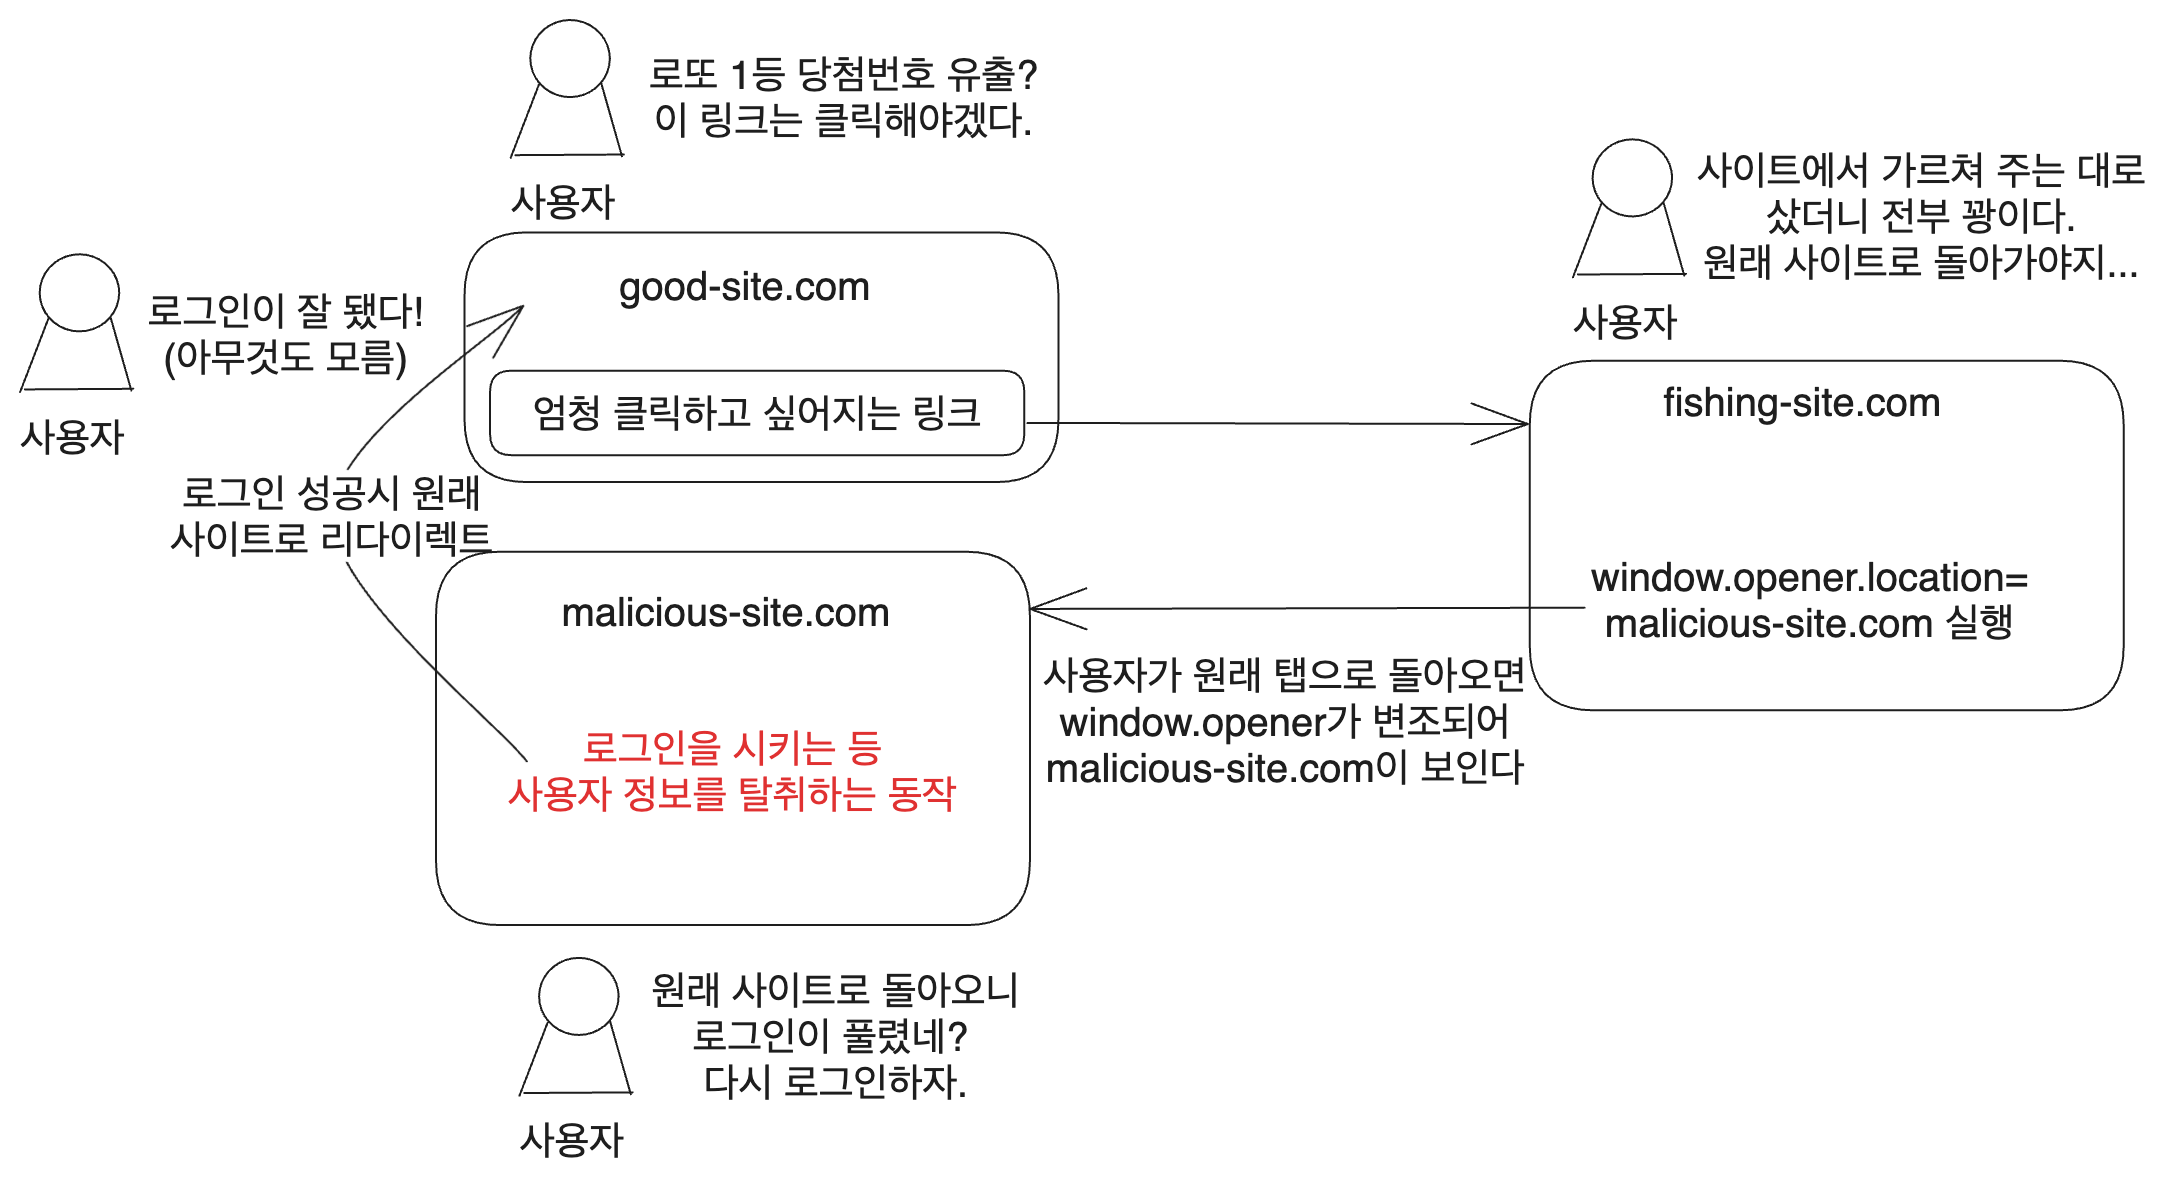 로또 1등 당첨번호 유출?
이 링크는 클릭해야겠다.
사용자
good-site.com
엄청 클릭하고 싶어지는 링크
사이트에서 가르쳐 주는 대로
샀더니 전부 꽝이다.
원래 사이트로 돌아가야지...
사용자
fishing-site.com
window.opener.location=
malicious-site.com 실행
사용자가 원래 탭으로 돌아오면
window.opener가 변조되어
malicious-site.com이 보인다
malicious-site.com
로그인을 시키는 등
사용자 정보를 탈취하는 동작
원래 사이트로 돌아오니
로그인이 풀렸네?
다시 로그인하자.
사용자
로그인 성공시 원래
사이트로 리다이렉트
로그인이 잘 됐다!
(아무것도 모름)
사용자